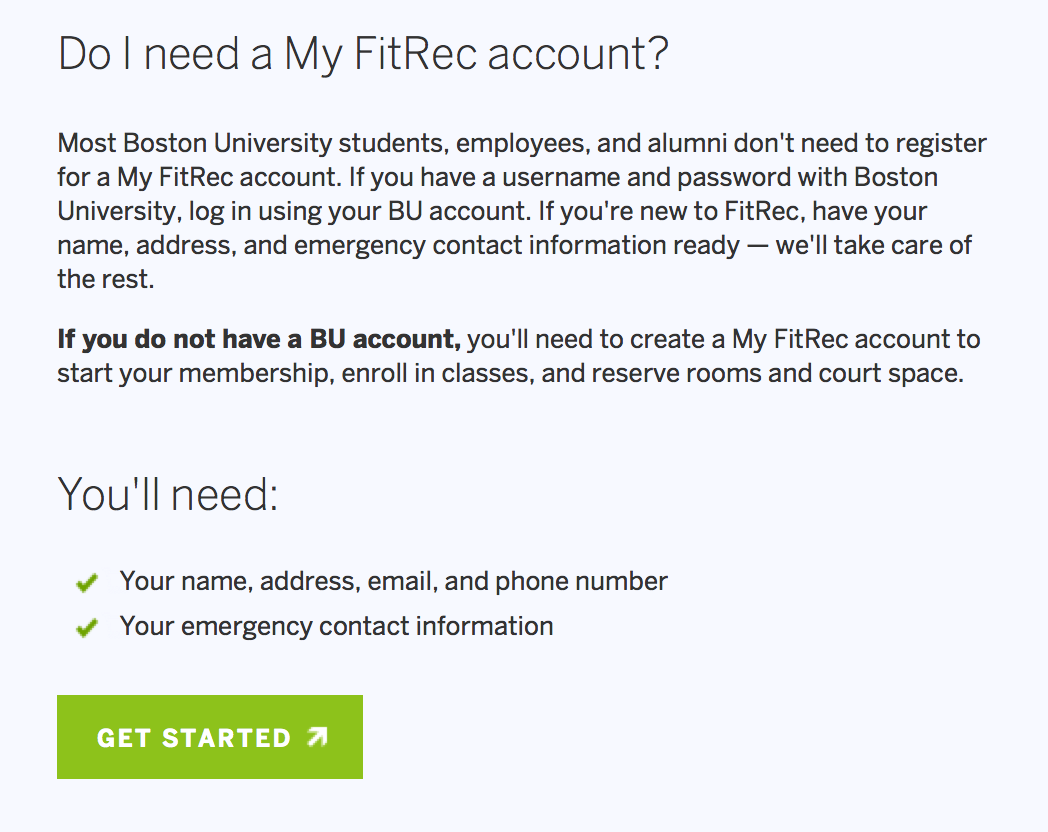 Do I need a My FitRec account?
Most Boston University students, employees, and alumni don't need to register
for a My FitRec account. If you have a username and password with Boston
University, log in using your BU account. If you're new to FitRec, have your
name, address, and emergency contact information ready — we'll take care of
the rest.
If you do not have a BU account, you'll need to create a My FitRec account to
start your membership, enroll in classes, and reserve rooms and court space.
You'll need:
Your name, address, email, and phone number
Your emergency contact information
GET STARTED